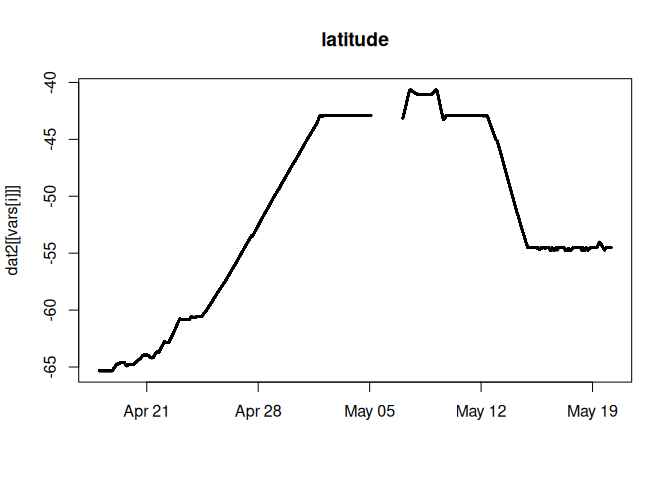 latitude
dat2[[vars[i]]]
-40
-45
-50
-55
-60
-65
Apr 21
Apr 28
May 05
May 12
May 19